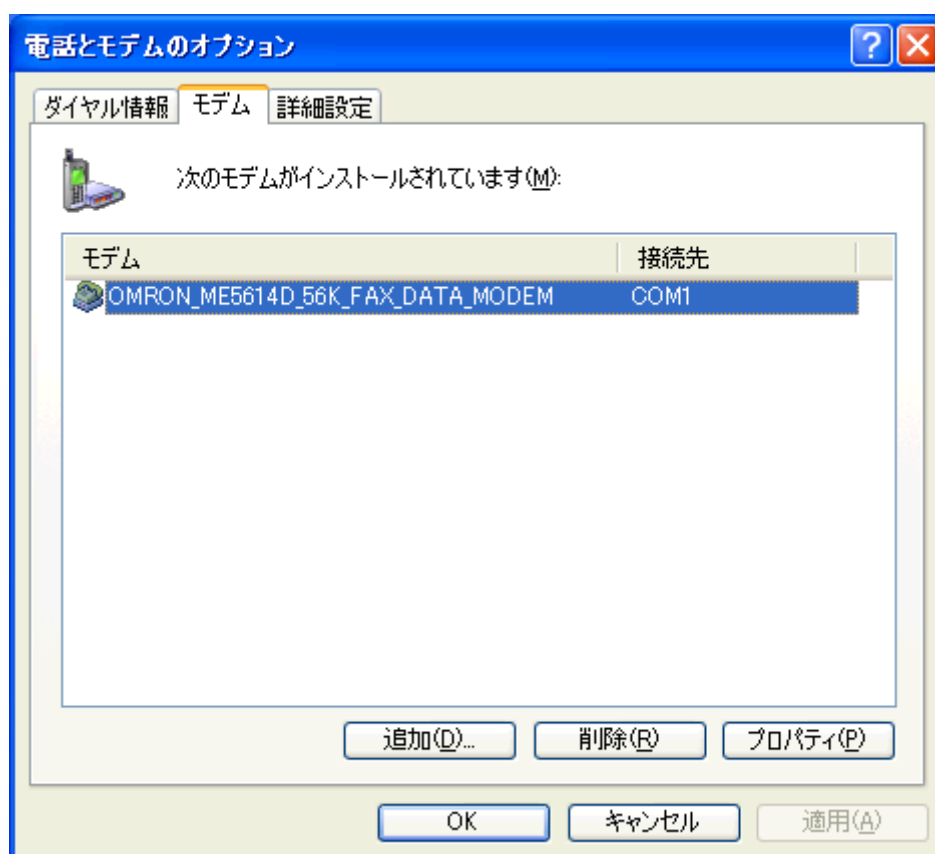 電話とモデムのオプション
ダイヤル情報 モデム 詳細設定
次のモデムがインストールされています(M):
モデム 接続先
OMRON_ME5614D_56K_FAX_DATA_MODEM COM1
追加(D)... 削除(R) プロパティ(P)
OK キャンセル 適用(A)